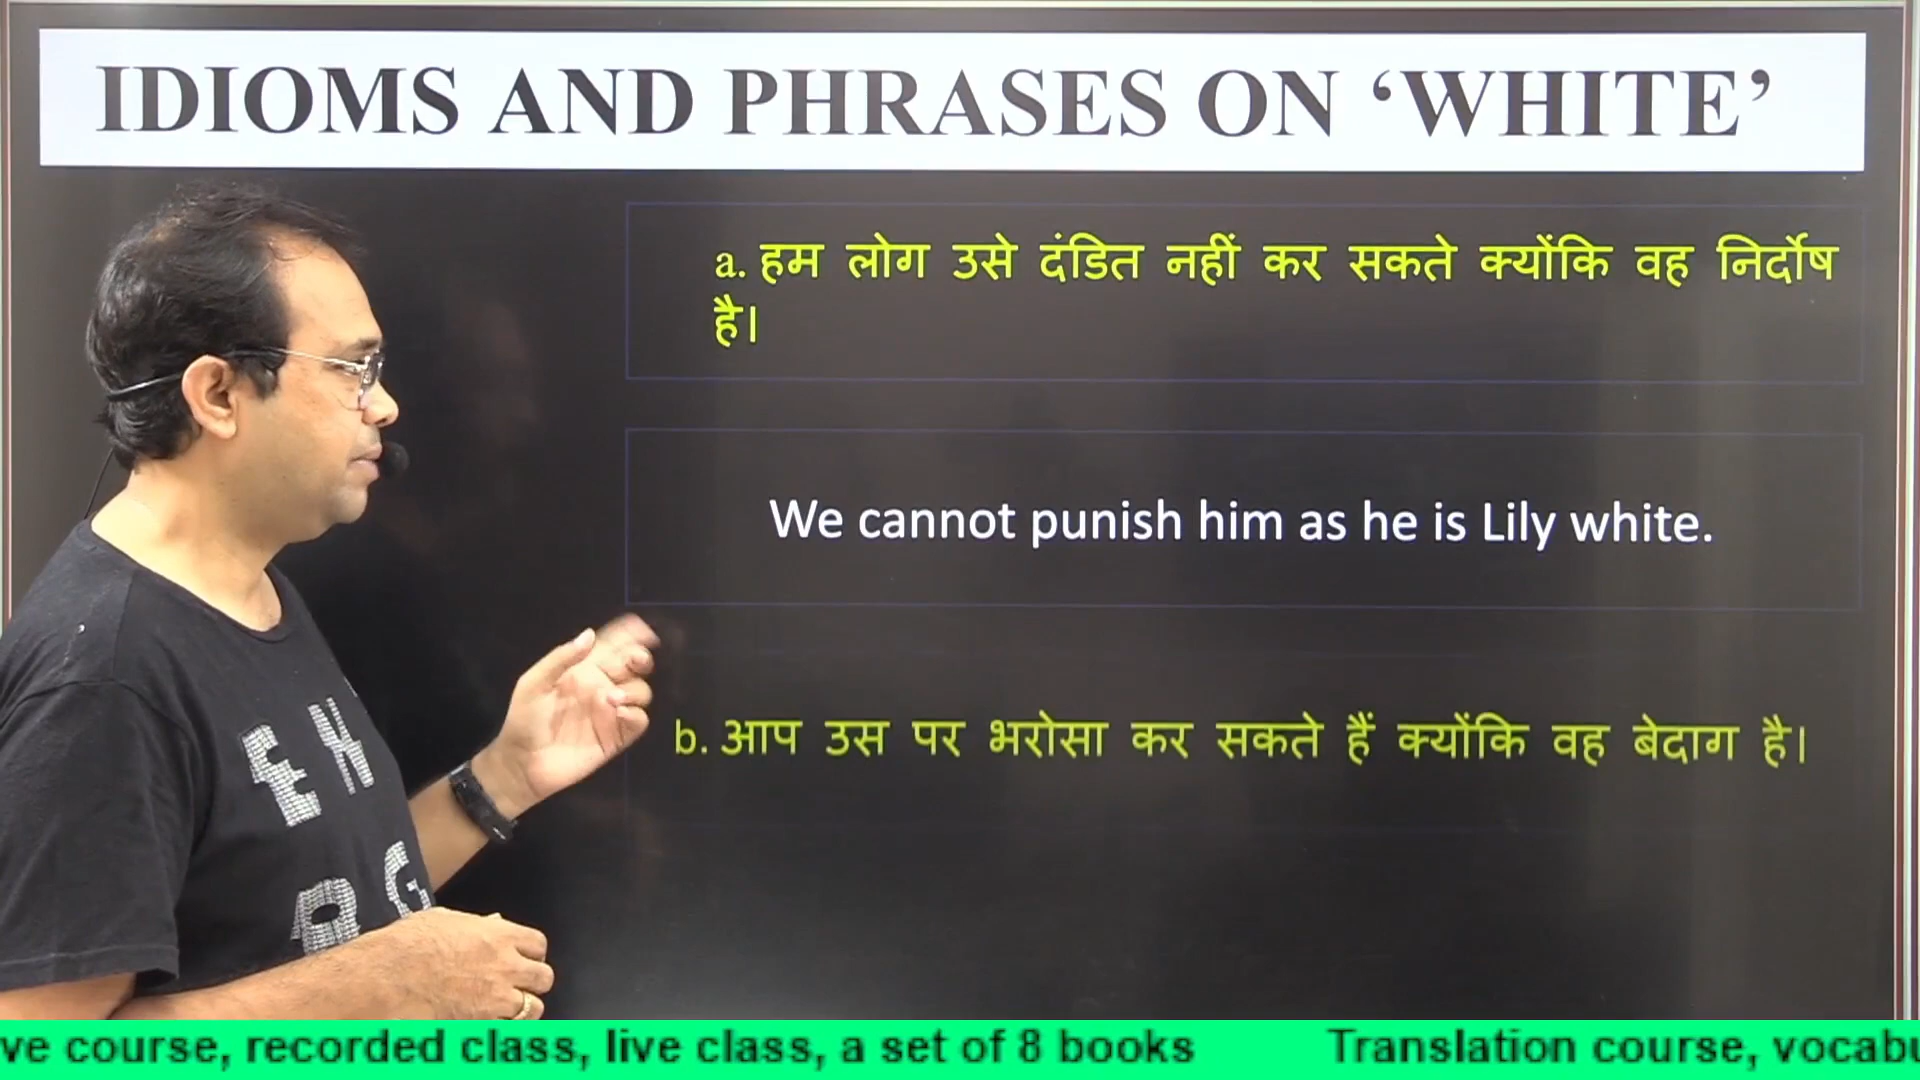 IDIOMS AND PHRASES ON ‘WHITE’
a. हम लोग उसे दंडित नहीं कर सकते क्योंकि वह निर्दोष
है।
We cannot punish him as he is Lily white.
b. आप उस पर भरोसा कर सकते हैं क्योंकि वह बेदाग है।
ve course, recorded class, live class, a set of 8 books Translation course, vocabu